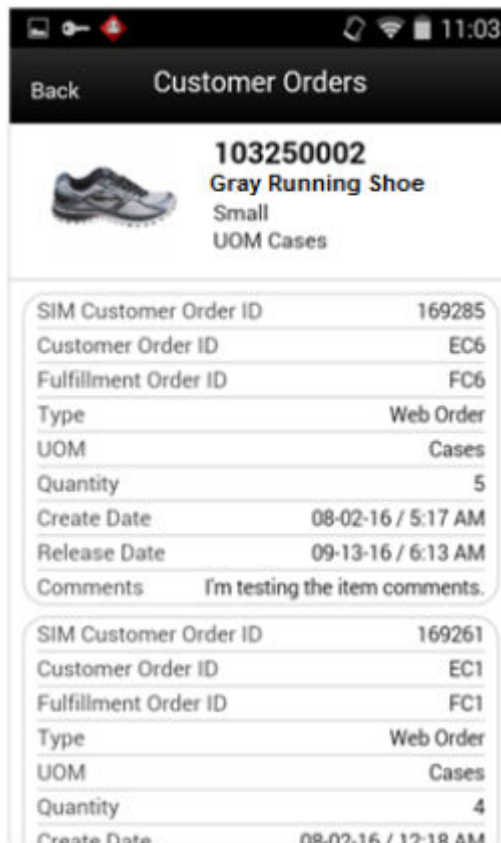 11:03
Back Customer Orders
103250002
Gray Running Shoe
Small
UOM Cases
SIM Customer Order ID 169285
Customer Order ID EC6
Fulfillment Order ID FC6
Type Web Order
UOM Cases
Quantity 5
Create Date 08-02-16 / 5:17 AM
Release Date 09-13-16 / 6:13 AM
Comments I'm testing the item comments.
SIM Customer Order ID 169261
Customer Order ID EC1
Fulfillment Order ID FC1
Type Web Order
UOM Cases
Quantity 4
Create Date 08-02-16 / 12:18 AM